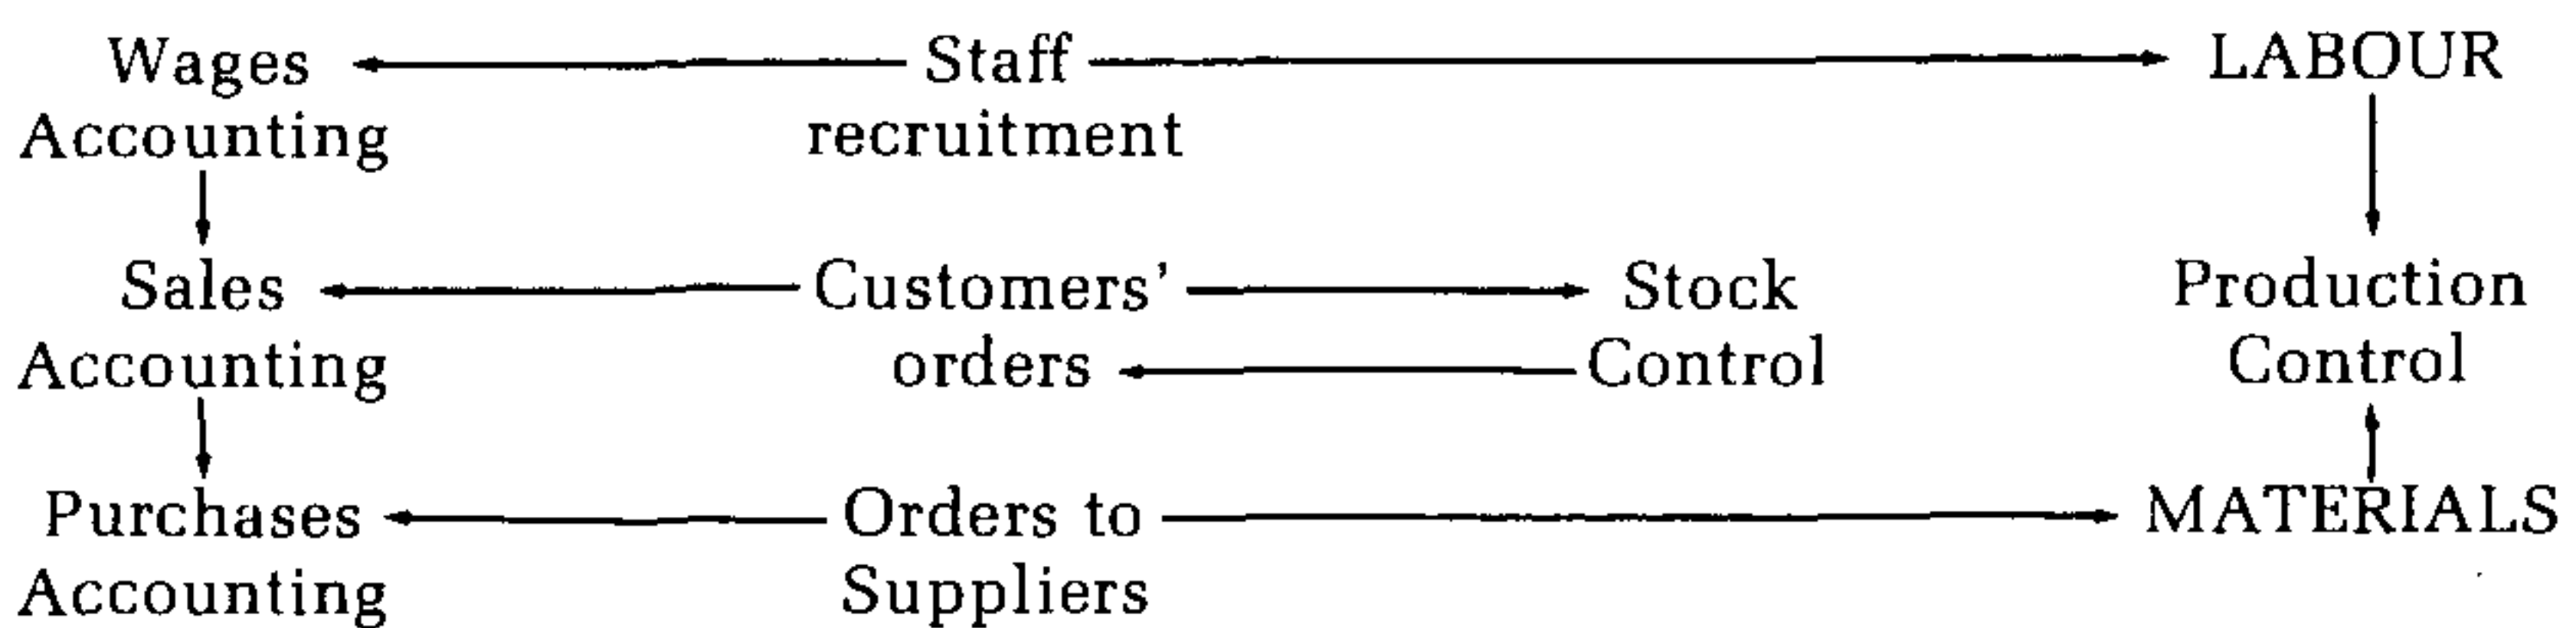 Wages Staff LABOUR
Accounting recruitment
Sales Customers' Stock Production
Accounting orders Control Control
Purchases Orders to MATERIALS
Accounting Suppliers